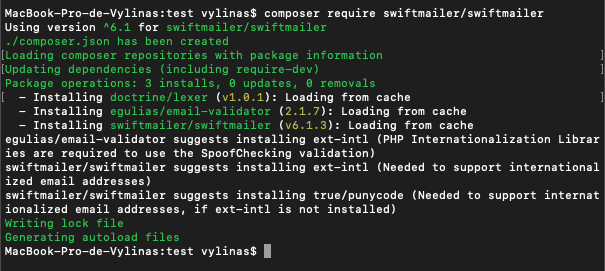 MacBook-Pro-de-Vylinas:test vylinas$ composer require swiftmailer/swiftmailer
Using version ^6.1 for swiftmailer/swiftmailer
./composer.json has been created
[Loading composer repositories with package information ]
[Updating dependencies (including require-dev) ]
Package operations: 3 installs, 0 updates, 0 removals
[  - Installing doctrine/lexer (v1.0.1): Loading from cache ]
  - Installing egulias/email-validator (2.1.7): Loading from cache
  - Installing swiftmailer/swiftmailer (v6.1.3): Loading from cache
egulias/email-validator suggests installing ext-intl (PHP Internationalization Librar
ies are required to use the SpoofChecking validation)
swiftmailer/swiftmailer suggests installing ext-intl (Needed to support international
ized email addresses)
swiftmailer/swiftmailer suggests installing true/punycode (Needed to support internat
ionalized email addresses, if ext-intl is not installed)
Writing lock file
Generating autoload files
MacBook-Pro-de-Vylinas:test vylinas$